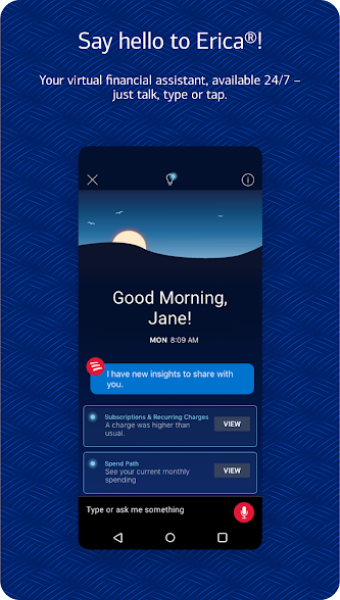 Say hello to Erica®!
Your virtual financial assistant, available 24/7 –
just talk, type or tap.
Good Morning,
Jane!
MON 8:09 AM
I have new insights to share with
you.
Subscriptions & Recurring Charges
A charge was higher than
usual.
VIEW
Spend Path
See your current monthly
spending
VIEW
Type or ask me something